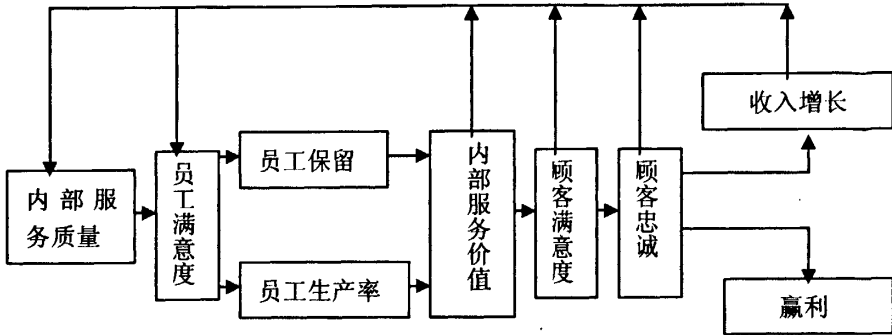 内部服
务质量
员工满意度
员工保留
员工生产率
内部服务价值
顾客满意度
顾客忠诚
收入增长
赢利